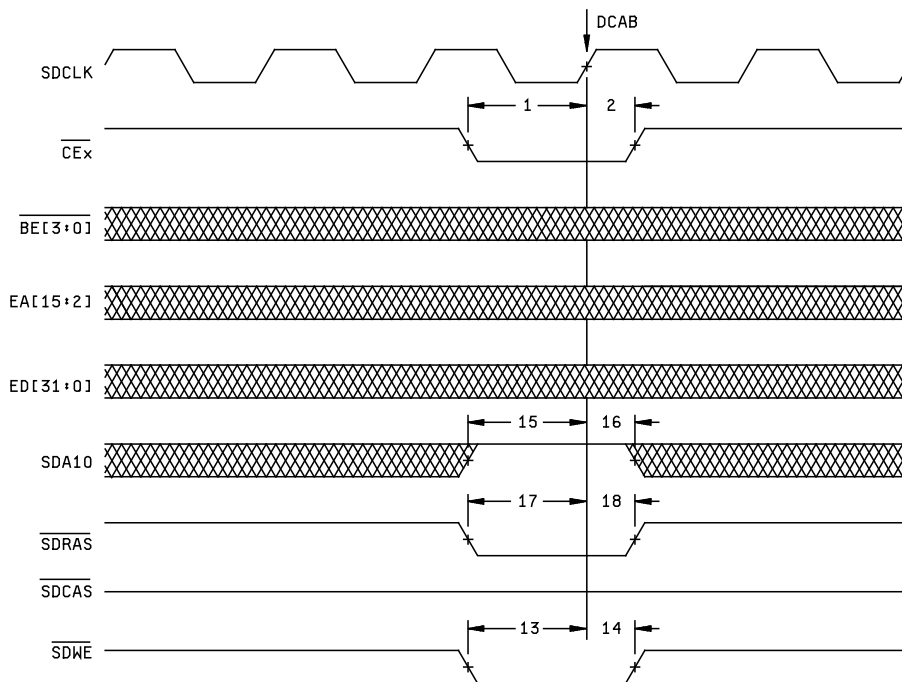 DCAB
SDCLK
1 2
CEx
BE[3:0]
EA[15:2]
ED[31:0]
15 16
SDA10
17 18
SDRAS
SDCAS
13 14
SDWE